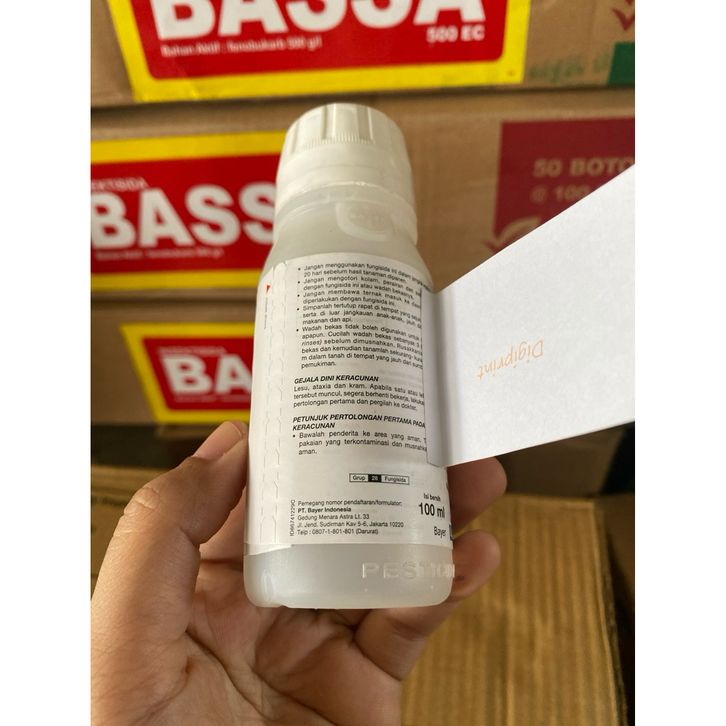 BASSA
500 EC
Bahan Aktif : fenobukarb 500 g/l
50 BOTO
@ 100
BASS
BA
• Jangan menggunakan fungisida ini dalam
20 hari sebelum hasil tanaman dipanen.
• Jangan mengotori kolam, perairan dan
dengan fungisida ini atau wadah bekasnya.
• Jangan membawa ternak masuk ke
diperlakukan dengan fungisida ini.
• Simpanlah tertutup rapat di tempat yang
serta di luar jangkauan anak-anak, jauh
makanan dan api.
• Wadah bekas tidak boleh digunakan untuk
apapun. Cucilah wadah bekas sebanyak 3
rinses) sebelum dimusnahkan.
bekas dan kemudian tanamlah sekurang-
m dalam tanah di tempat yang jauh dari
pemukiman.
GEJALA DINI KERACUNAN
Lesu, ataxia dan kram. Apabila satu atau
tersebut muncul, segera berhenti bekerja,
pertolongan pertama dan pergilah ke dokter.
PETUNJUK PERTOLONGAN PERTAMA PADA
KERACUNAN
• Bawalah penderita ke area yang aman.
pakaian yang terkontaminasi dan
aman.
Grup 28 Fungisida
Pemegang nomor pendaftaran/formulator:
PT. Bayer Indonesia
Gedung Menara Astra Lt. 33
Jl. Jend. Sudirman Kav 5-6, Jakarta 10220
Telp : 0807-1-801-801 (Darurat)
ID86741229C
Isi bersih
100 ml
Bayer
Digiprint